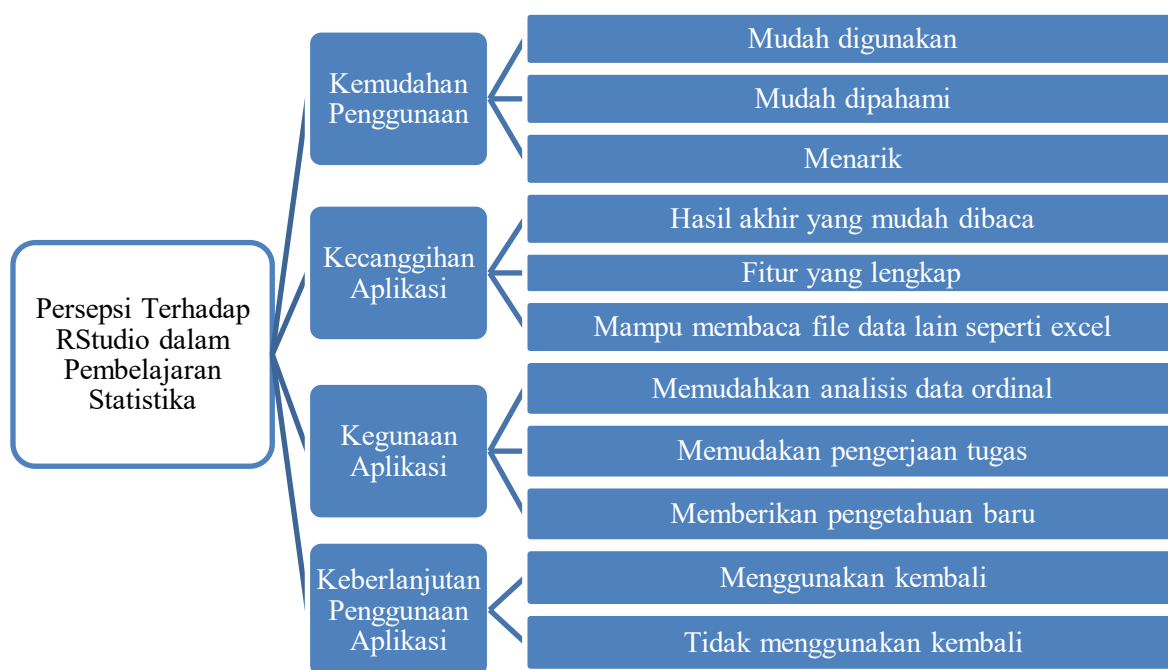 Persepsi Terhadap
RStudio dalam
Pembelajaran
Statistika
Kemudahan
Penggunaan
Mudah digunakan
Mudah dipahami
Menarik
Kecanggihan
Aplikasi
Hasil akhir yang mudah dibaca
Fitur yang lengkap
Mampu membaca file data lain seperti excel
Kegunaan
Aplikasi
Memudahkan analisis data ordinal
Memudakan pengerjaan tugas
Memberikan pengetahuan baru
Keberlanjutan
Penggunaan
Aplikasi
Menggunakan kembali
Tidak menggunakan kembali